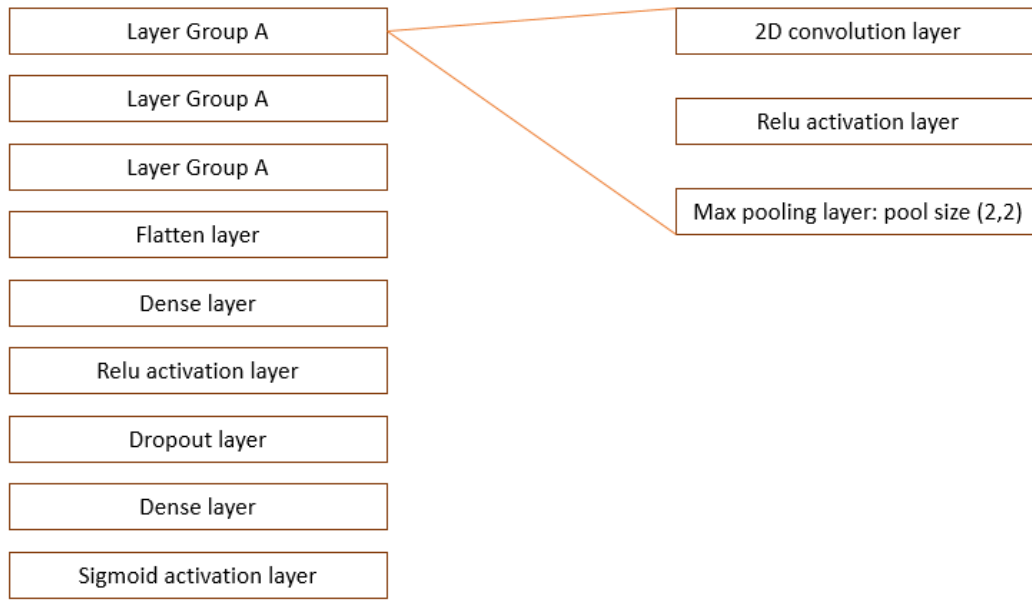 Layer Group A
Layer Group A
Layer Group A
Flatten layer
Dense layer
Relu activation layer
Dropout layer
Dense layer
Sigmoid activation layer
2D convolution layer
Relu activation layer
Max pooling layer: pool size (2,2)